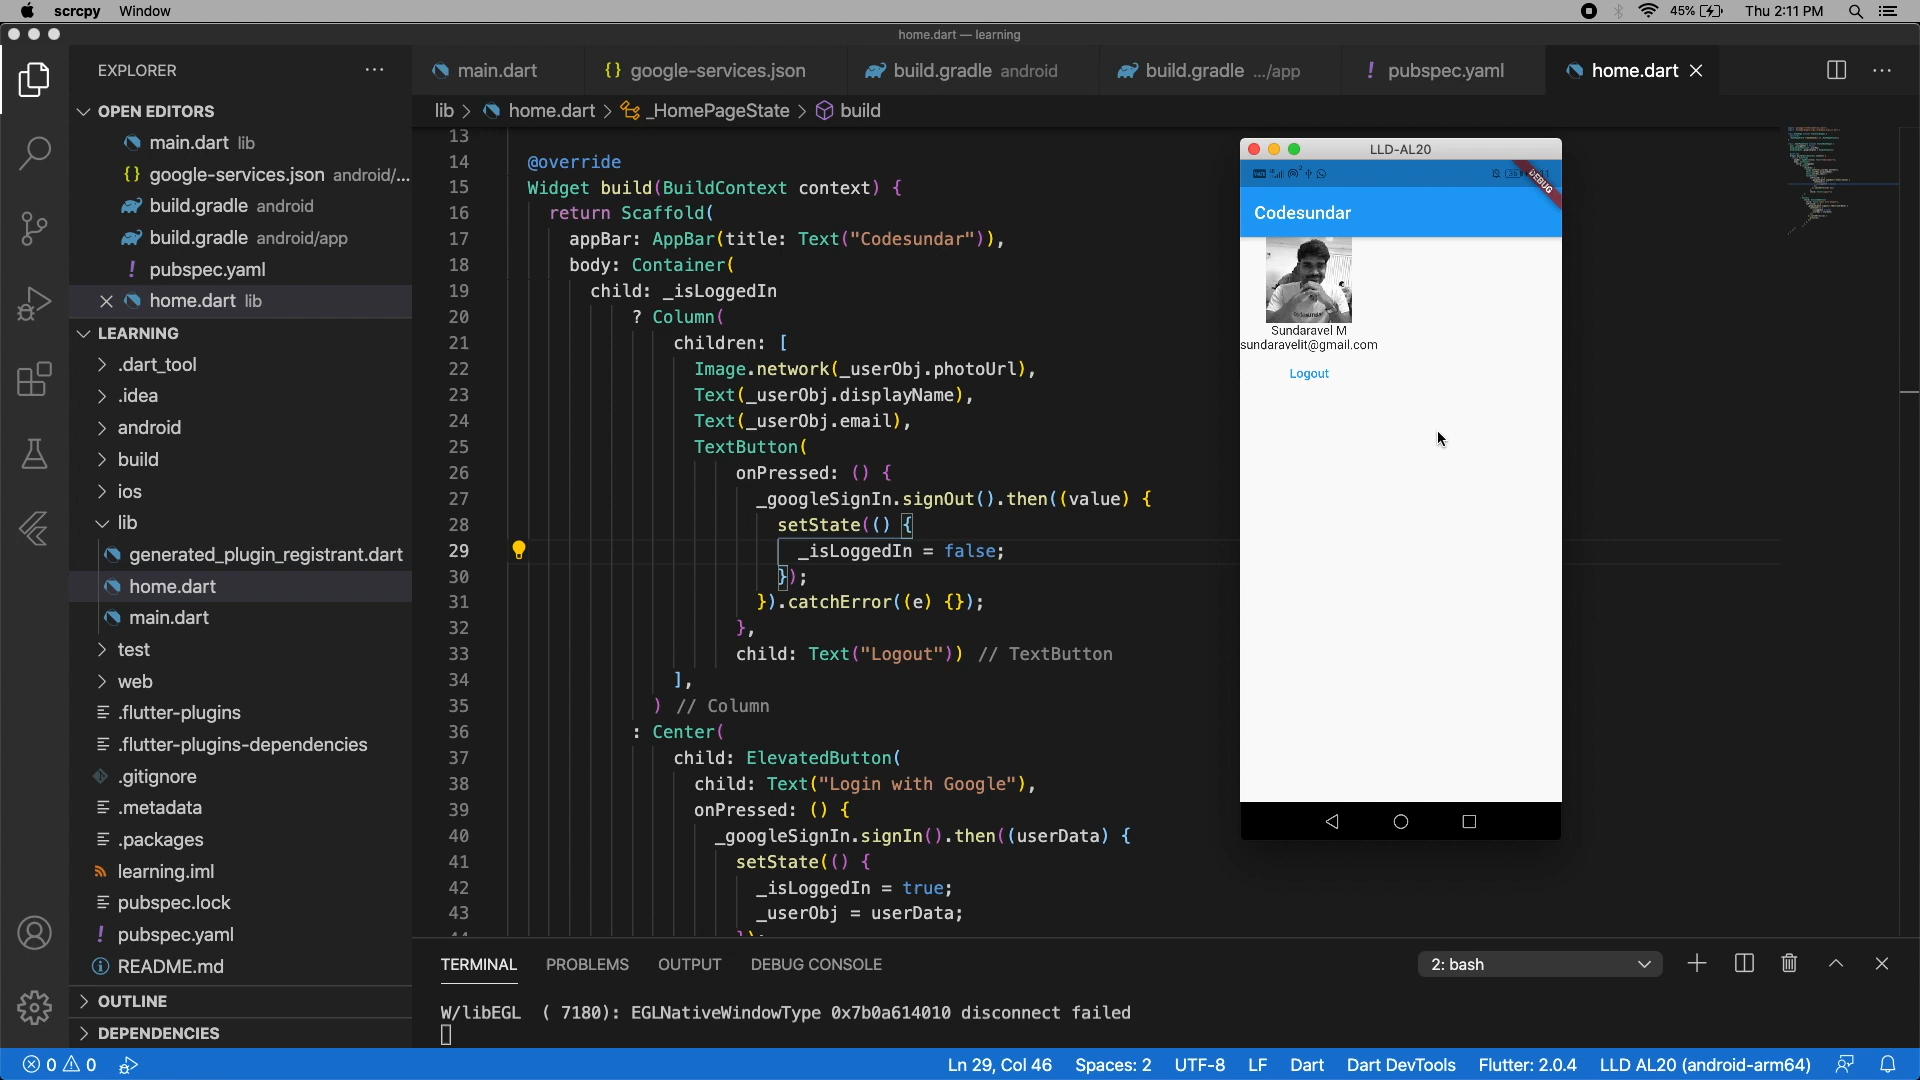 scrcpy Window 45% Thu 2:11 PM
home.dart — learning
EXPLORER ···
main.dart {} google-services.json build.gradle android build.gradle .../app ! pubspec.yaml home.dart
lib > home.dart > _HomePageState > build
OPEN EDITORS
main.dart lib
{} google-services.json android/...
build.gradle android
build.gradle android/app
! pubspec.yaml
home.dart lib
LEARNING
.dart_tool
.idea
android
build
ios
lib
generated_plugin_registrant.dart
home.dart
main.dart
test
web
.flutter-plugins
.flutter-plugins-dependencies
.gitignore
.metadata
.packages
learning.iml
pubspec.lock
! pubspec.yaml
README.md
OUTLINE
DEPENDENCIES
13
14 @override
15 Widget build(BuildContext context) {
16 return Scaffold(
17 appBar: AppBar(title: Text("Codesundar")),
18 body: Container(
19 child: _isLoggedIn
20 ? Column(
21 children: [
22 Image.network(_userObj.photoUrl),
23 Text(_userObj.displayName),
24 Text(_userObj.email),
25 TextButton(
26 onPressed: () {
27 _googleSignIn.signOut().then((value) {
28 setState(() {
29 _isLoggedIn = false;
30 });
31 }).catchError((e) {});
32 },
33 child: Text("Logout")) // TextButton
34 ],
35 ) // Column
36 : Center(
37 child: ElevatedButton(
38 child: Text("Login with Google"),
39 onPressed: () {
40 _googleSignIn.signIn().then((userData) {
41 setState(() {
42 _isLoggedIn = true;
43 _userObj = userData;
LLD-AL20
DEBUG
Codesundar
Sundaravel M
sundaravelit@gmail.com
Logout
TERMINAL PROBLEMS OUTPUT DEBUG CONSOLE 2: bash
W/libEGL ( 7180): EGLNativeWindowType 0x7b0a614010 disconnect failed
0 0 Ln 29, Col 46 Spaces: 2 UTF-8 LF Dart Dart DevTools Flutter: 2.0.4 LLD AL20 (android-arm64)